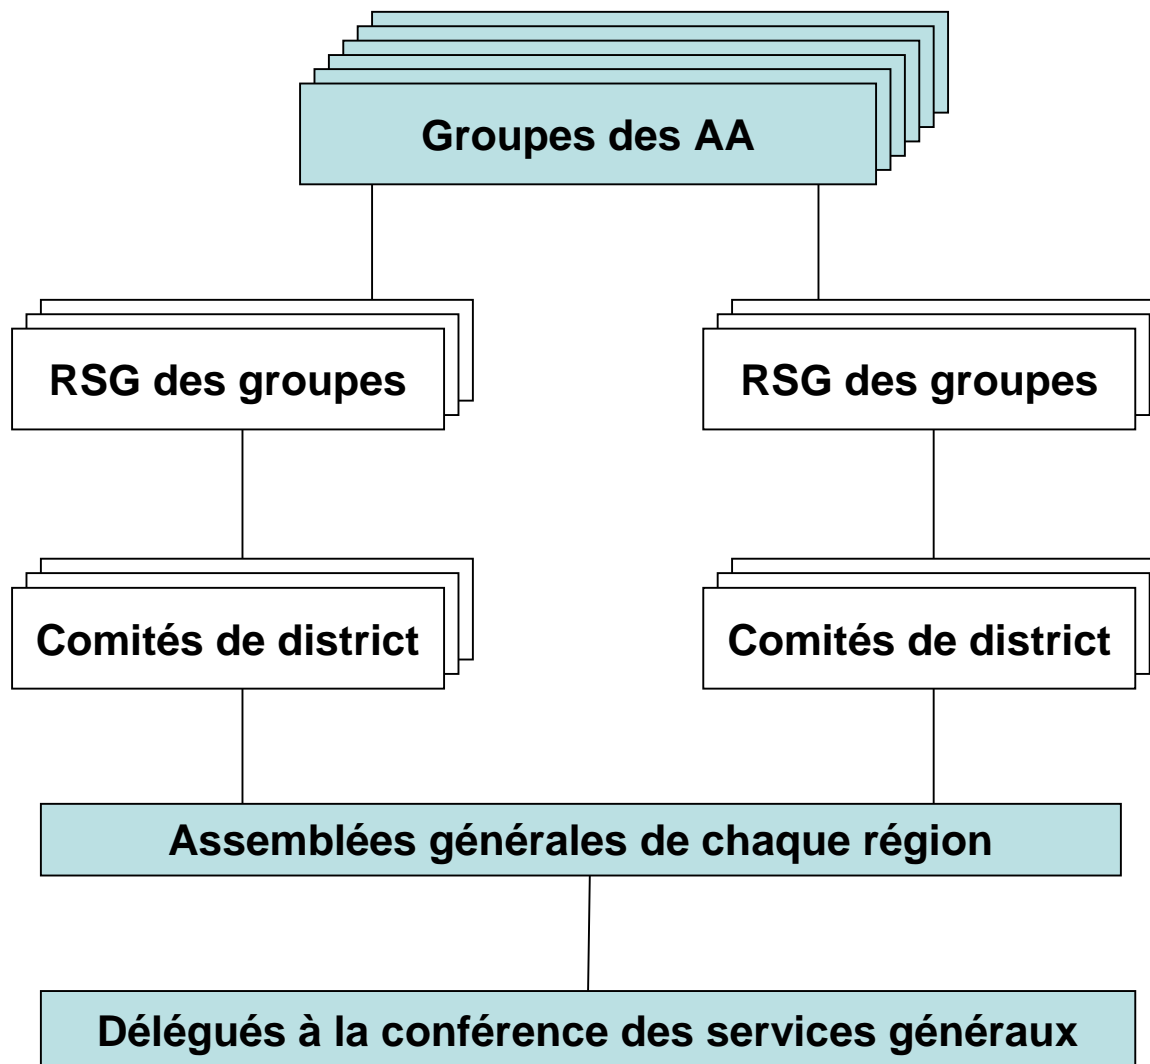 Groupes des AA
RSG des groupes
RSG des groupes
Comités de district
Comités de district
Assemblées générales de chaque région
Délégués à la conférence des services généraux